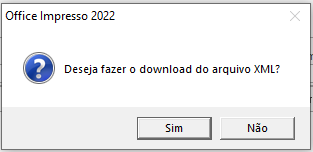 Office Impresso 2022
Deseja fazer o download do arquivo XML?
Sim Não